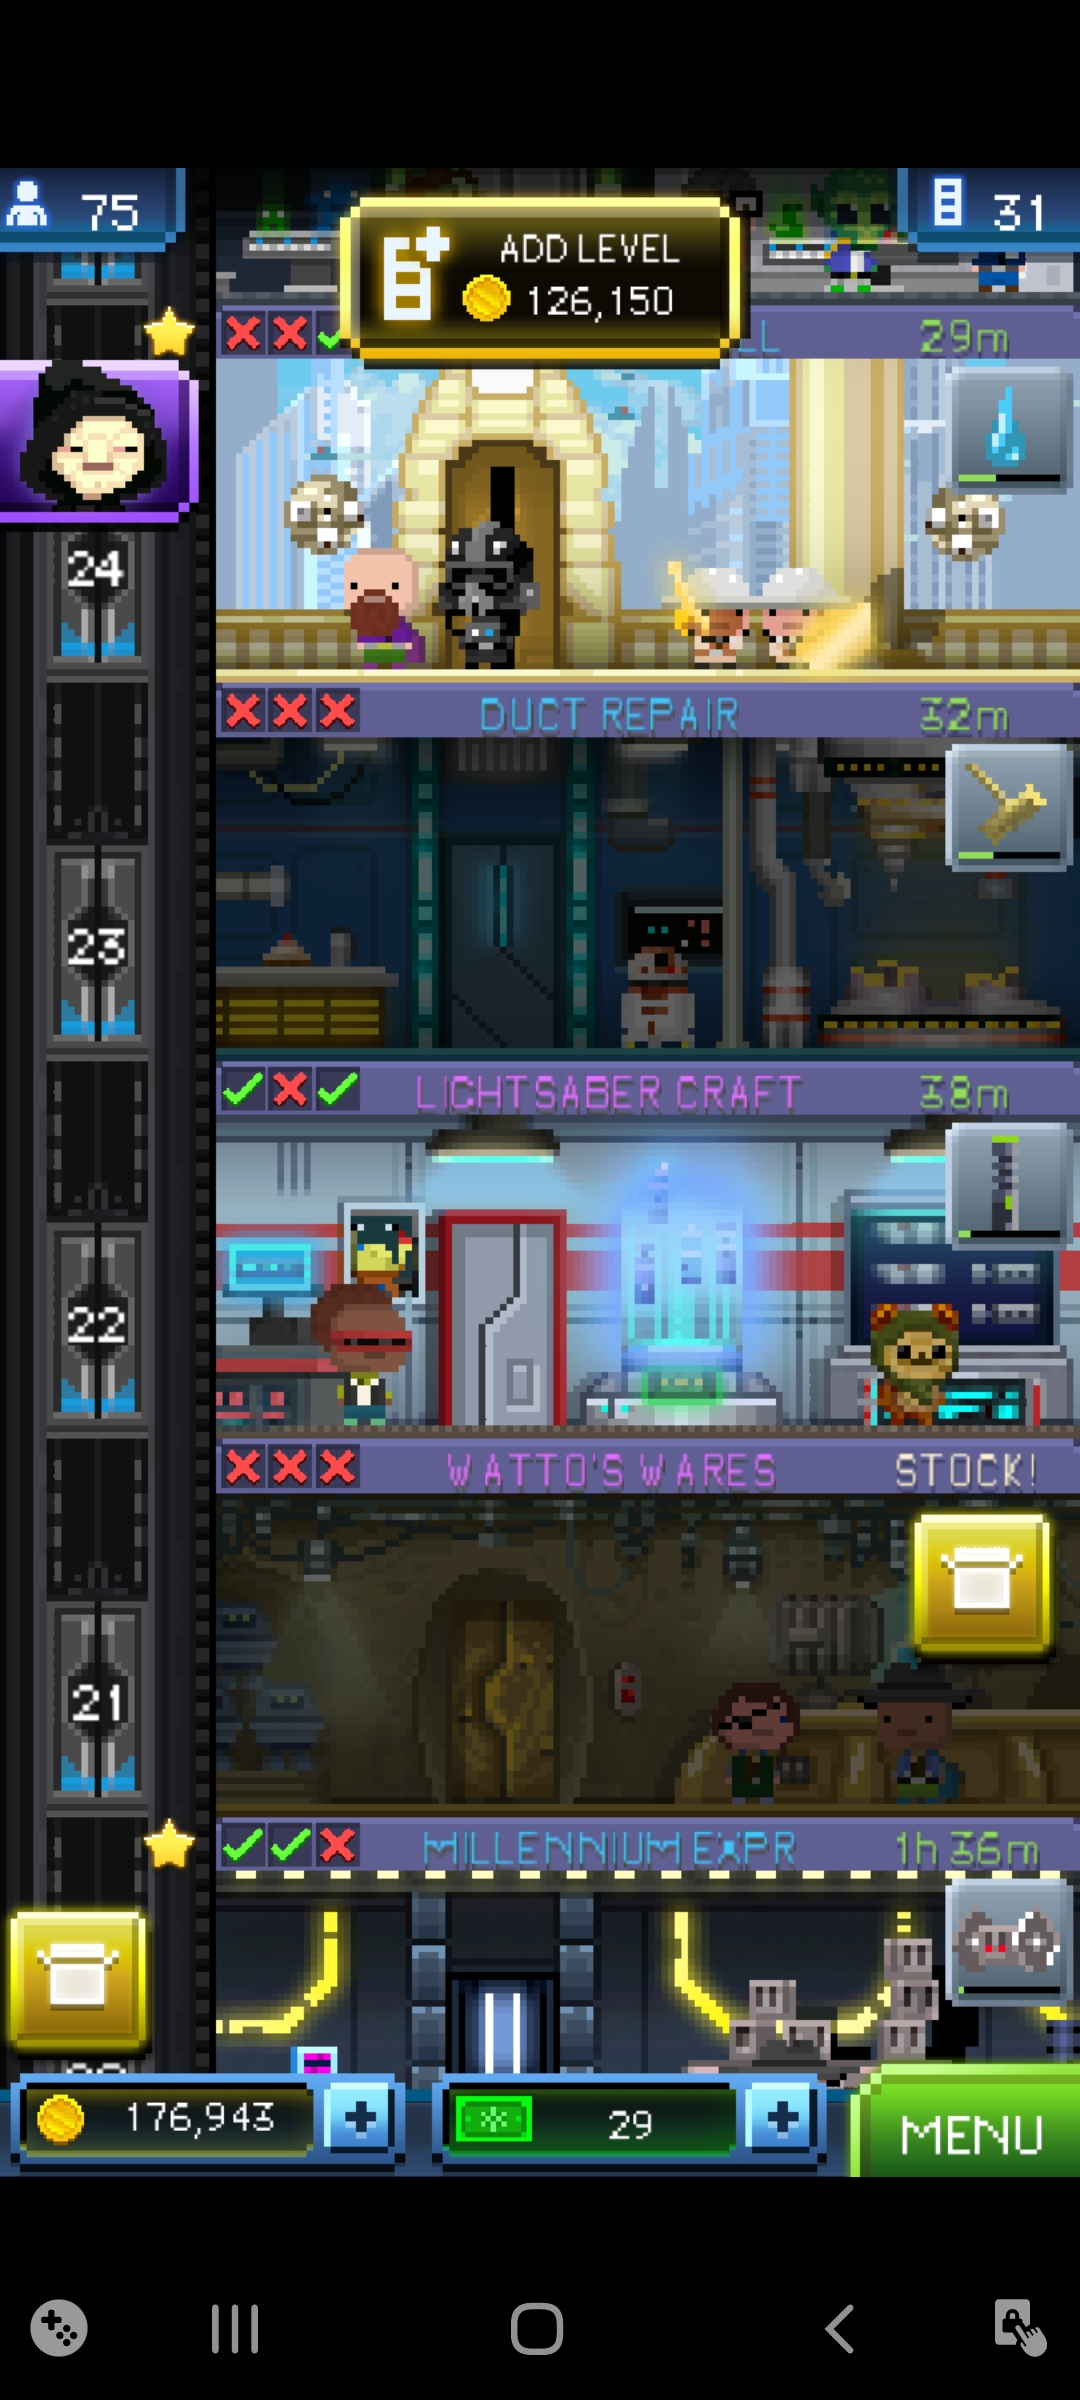 75
31
ADD LEVEL
126,150
LL 29m
24
DUCT REPAIR 32m
23
LIGHTSABER CRAFT 38m
22
WATTO'S WARES STOCK!
21
MILLENNIUM EXPR 1h 36m
176,943
29
MENU